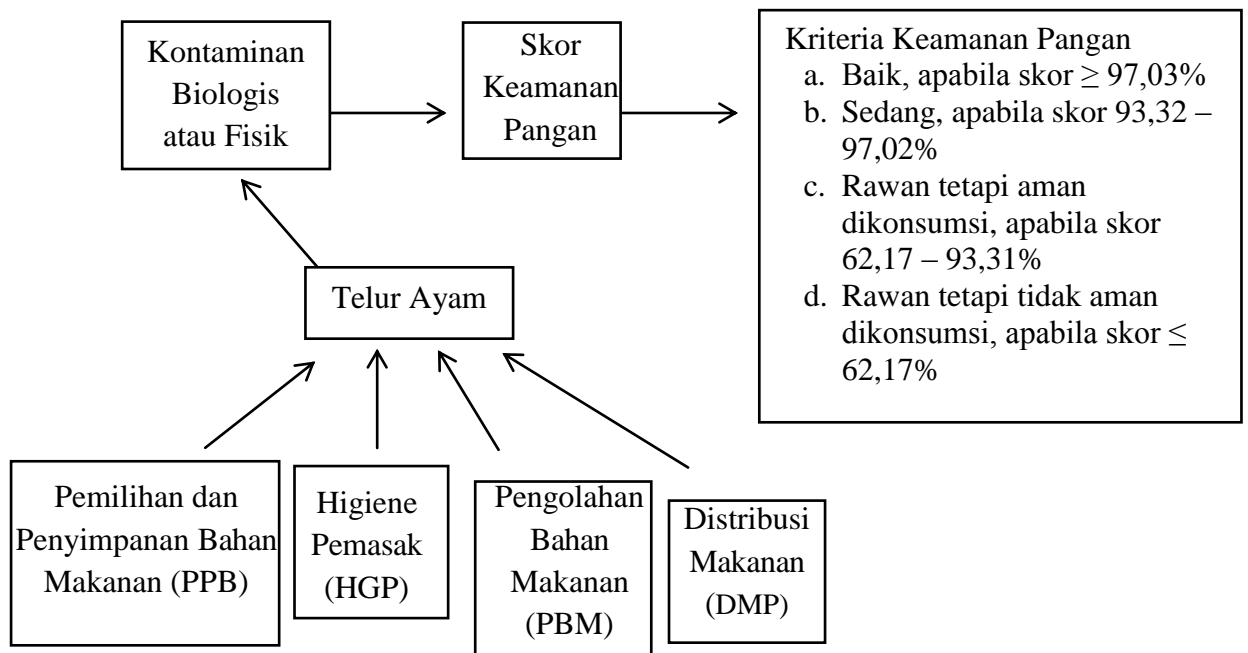 Kontaminan
Biologis
atau Fisik
Skor
Keamanan
Pangan
Kriteria Keamanan Pangan
a. Baik, apabila skor ≥ 97,03%
b. Sedang, apabila skor 93,32 –
97,02%
c. Rawan tetapi aman
dikonsumsi, apabila skor
62,17 – 93,31%
d. Rawan tetapi tidak aman
dikonsumsi, apabila skor ≤
62,17%
Telur Ayam
Pemilihan dan
Penyimpanan Bahan
Makanan (PPB)
Higiene
Pemasak
(HGP)
Pengolahan
Bahan
Makanan
(PBM)
Distribusi
Makanan
(DMP)